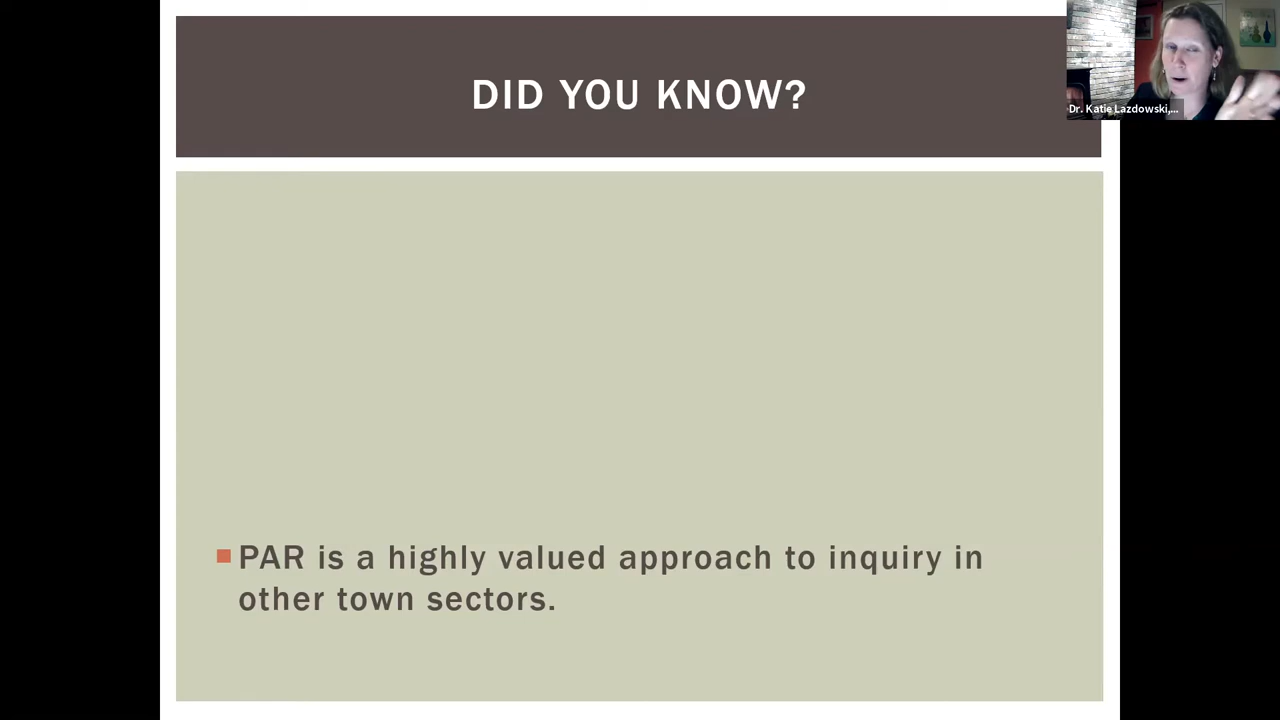 DID YOU KNOW?
Dr. Katie Lazdowski,...
PAR is a highly valued approach to inquiry in
other town sectors.